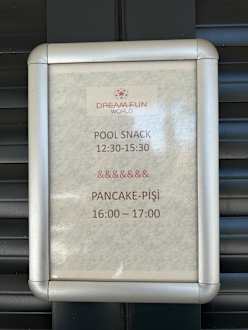 DREAM FUN
WORLD
POOL SNACK
12:30-15:30
&&&&&&&
PANCAKE-PİŞİ
16:00 – 17:00